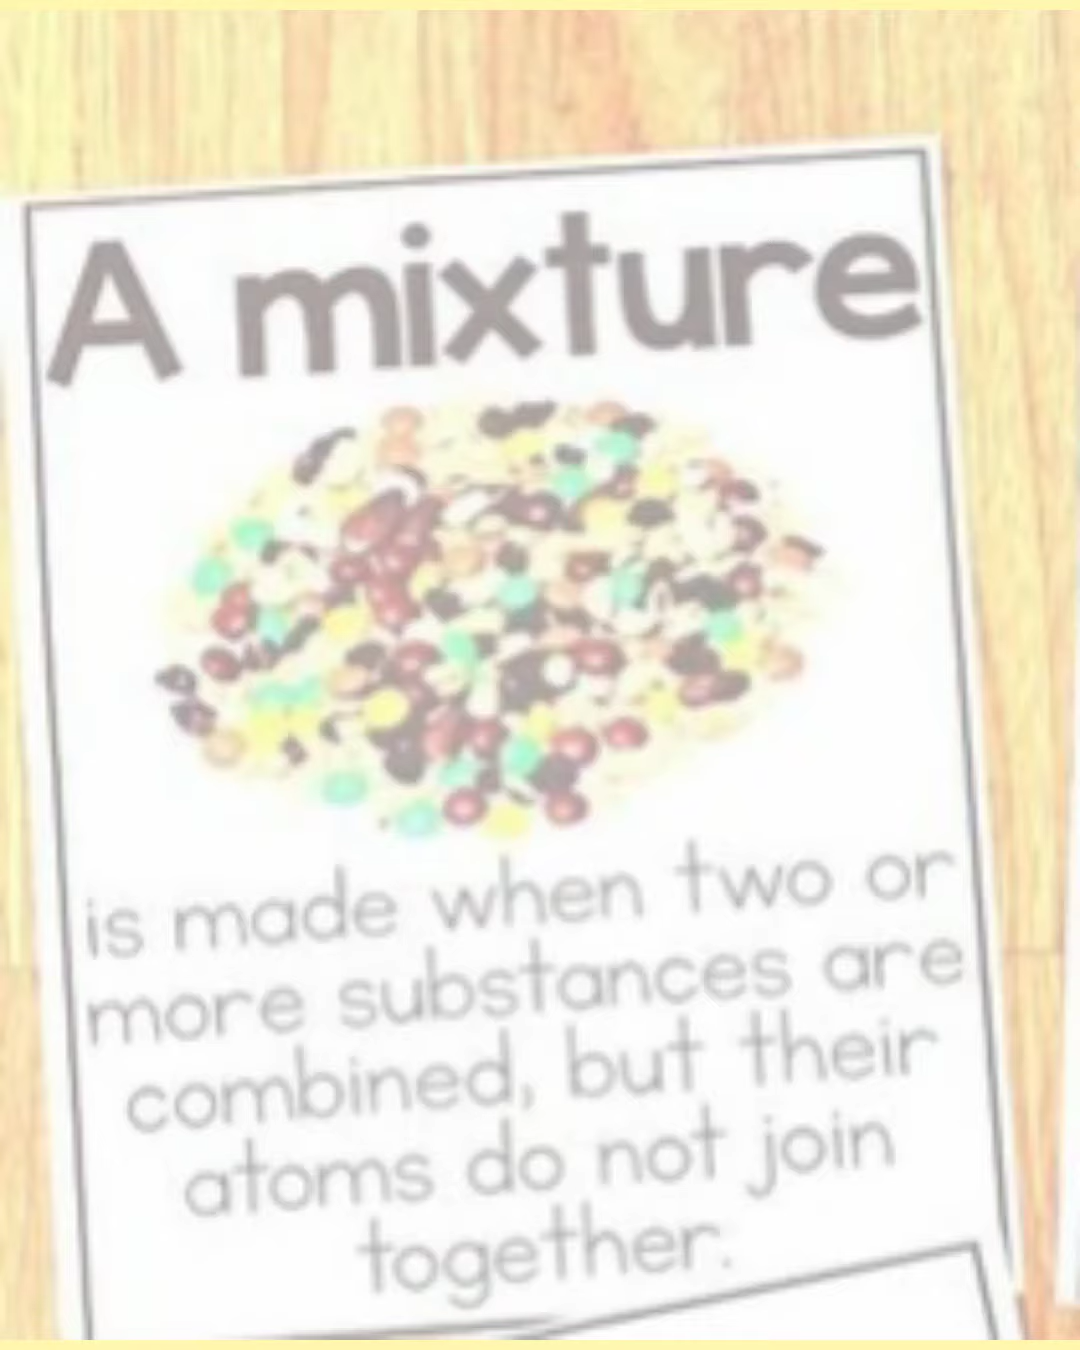 A mixture
is made when two or
more substances are
combined, but their
atoms do not join
together.